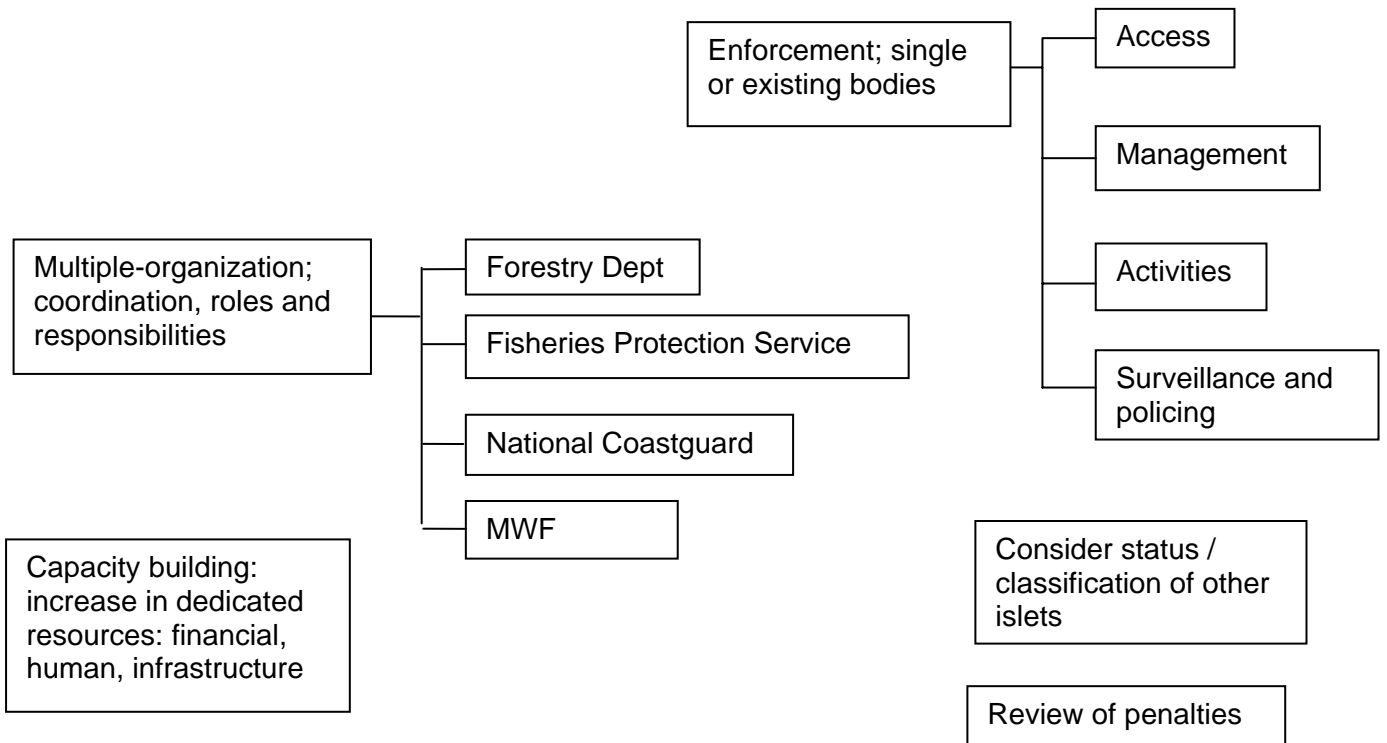 Enforcement; single
or existing bodies
Access
Management
Activities
Surveillance and
policing
Multiple-organization;
coordination, roles and
responsibilities
Forestry Dept
Fisheries Protection Service
National Coastguard
MWF
Capacity building:
increase in dedicated
resources: financial,
human, infrastructure
Consider status /
classification of other
islets
Review of penalties